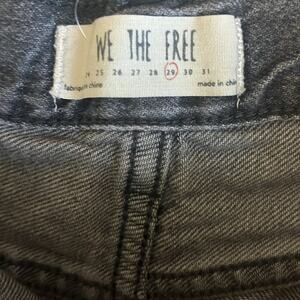 WE THE FREE
24 25 26 27 28 29 30 31
fabriqué en chine made in china